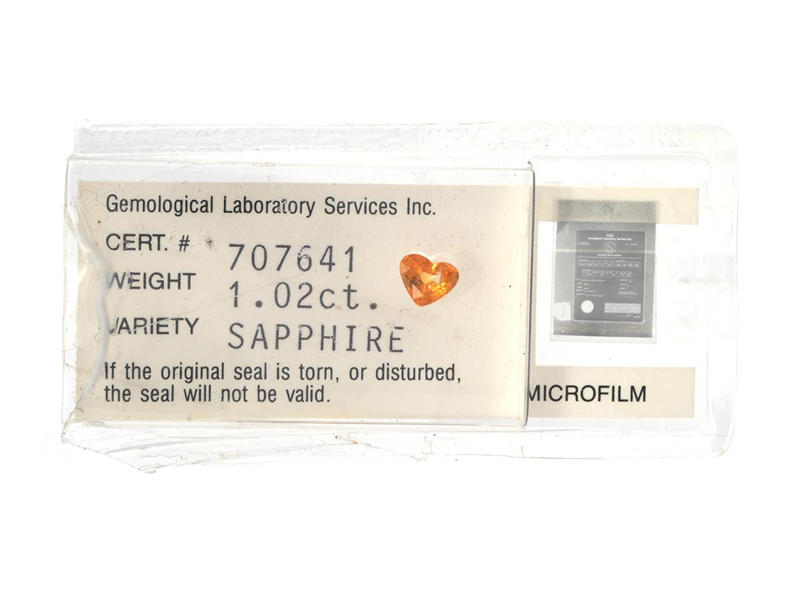 Gemological Laboratory Services Inc.
CERT. # 707641
WEIGHT 1.02ct.
VARIETY SAPPHIRE
If the original seal is torn, or disturbed,
the seal will not be valid.
MICROFILM